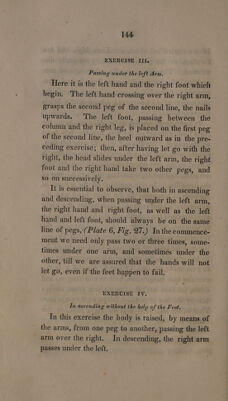 144
EXERCISE III.
Passing under the left Arm.
Here it is the left hand and the right foot which
begin. The left hand crossing over the right arm,
grasps the second peg of the second line, the nails
upwards. The left foot, passing between the
column and the right leg, is placed on the first peg
of the second line, the heel outward as in the pre-
ceding exercise; then, after having let go with the
right, the head slides under the left arm, the right
foot and the right hand take two other pegs, and
so on successively.
It is essential to observe, that both in ascending
and descending, when passing under the left arm,
the right hand and right foot, as well as the left
hand and left foot, should always be on the same
line of pegs, (Plate 6, Fig. 27.) In the commence-
ment we need only pass two or three times, some-
times under one arm, and sometimes under the
other, till we are assured that the hands will not
let go, even if the feet happen to fail.
EXERCISE IV.
In ascending without the help of the Feet.
In this exercise the body is raised, by means of
the arms, from one peg to another, passing the left
arm over the right. In descending, the right arm
passes under the left.